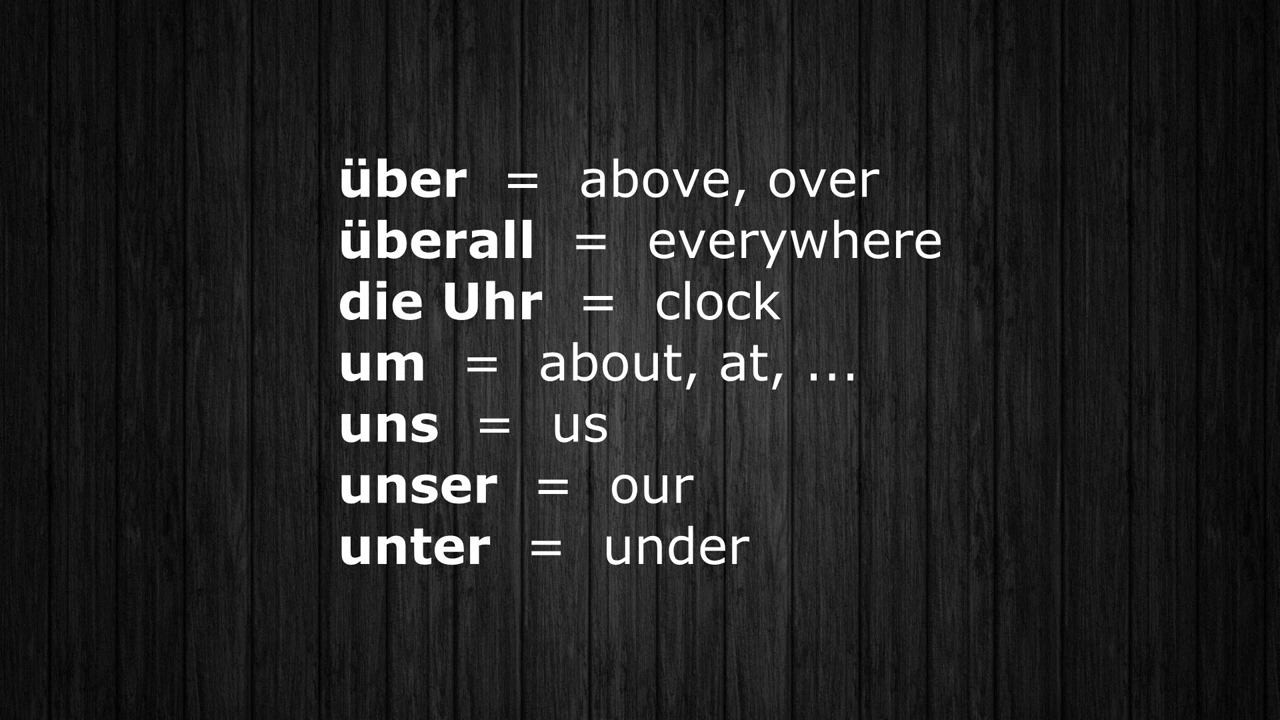 über = above, over
überall = everywhere
die Uhr = clock
um = about, at, ...
uns = us
unser = our
unter = under